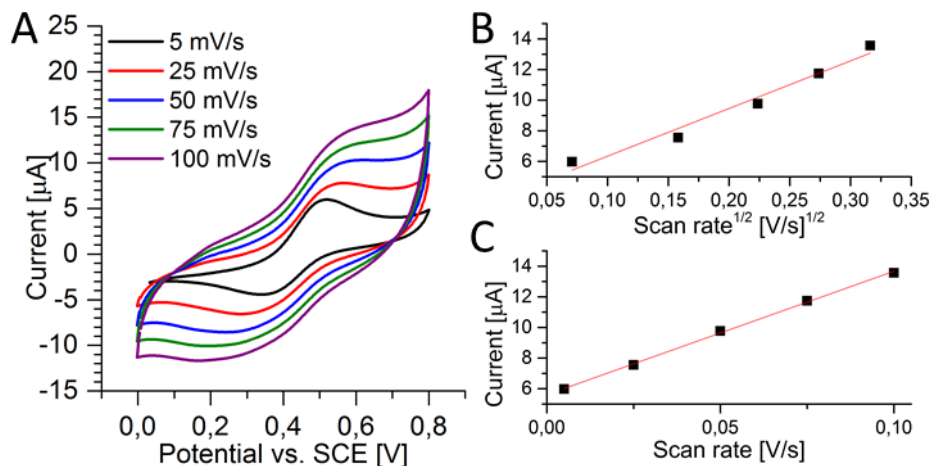 A
5 mV/s
25 mV/s
50 mV/s
75 mV/s
100 mV/s
25
20
15
10
5
0
-5
-10
-15
Current [µA]
0,0 0,2 0,4 0,6 0,8
Potential vs. SCE [V]
B
14
12
10
8
6
Current [µA]
0,05 0,10 0,15 0,20 0,25 0,30 0,35
Scan rate^1/2 [V/s]^1/2
C
14
12
10
8
6
Current [µA]
0,00 0,05 0,10
Scan rate [V/s]